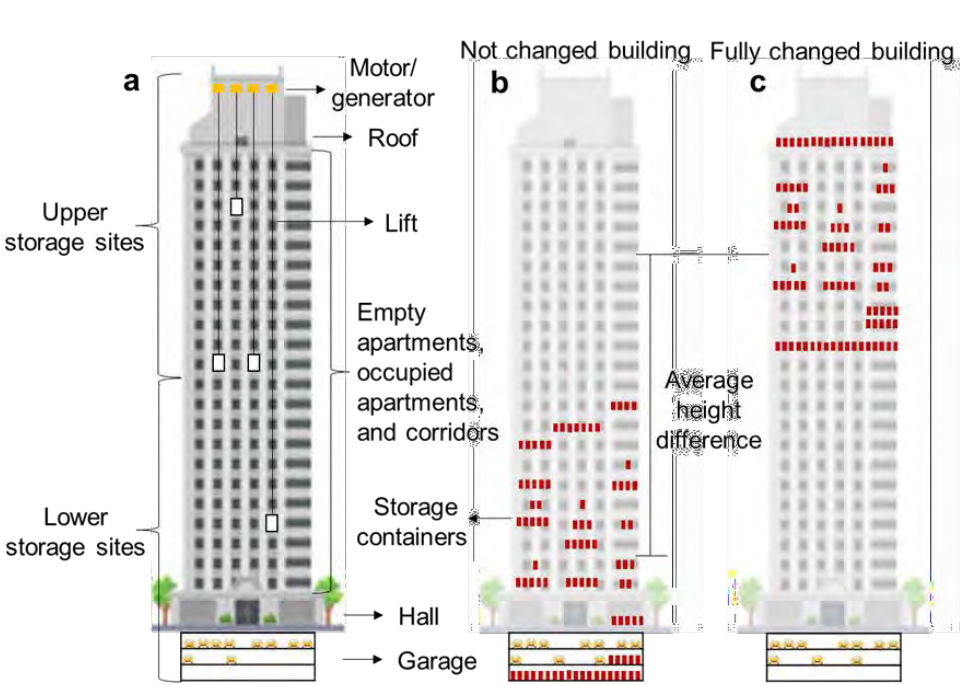 Not changed building
Fully changed building
a
b
c
Motor/
generator
Roof
Upper
storage sites
Lift
Empty
apartments,
occupied
apartments,
and corridors
Average
height
difference
Storage
containers
Lower
storage sites
Hall
Garage